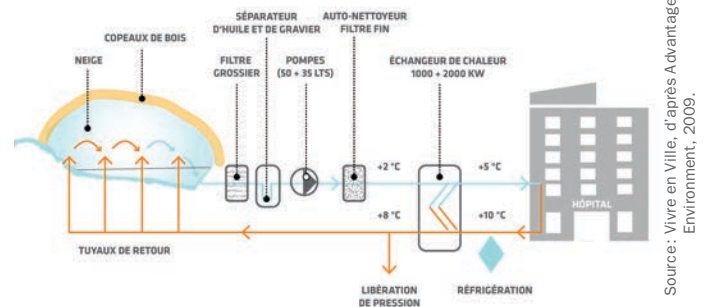 COPEAUX DE BOIS
NEIGE
SÉPARATEUR
D'HUILE ET DE GRAVIER
FILTRE
GROSSIER
POMPES
(50 + 35 LTS)
AUTO-NETTOYEUR
FILTRE FIN
ÉCHANGEUR DE CHALEUR
1000 + 2000 KW
+2 °C
+5 °C
+8 °C
+10 °C
HÔPITAL
TUYAUX DE RETOUR
LIBÉRATION
DE PRESSION
RÉFRIGÉRATION
Source: Vivre en Ville, d'après Advantage
Environment, 2009.